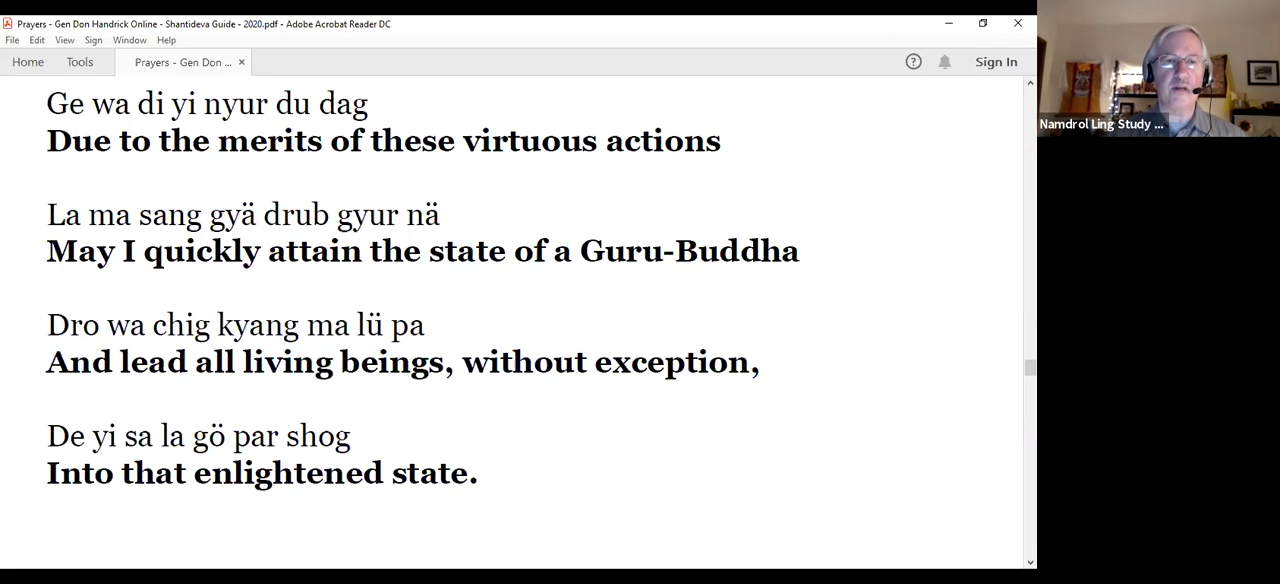 Prayers - Gen Don Handrick Online - Shantideva Guide - 2020.pdf - Adobe Acrobat Reader DC
File Edit View Sign Window Help
Home Tools Prayers - Gen Don ... × Sign In
Ge wa di yi nyur du dag
Due to the merits of these virtuous actions
La ma sang gyä drub gyur nä
May I quickly attain the state of a Guru-Buddha
Dro wa chig kyang ma lü pa
And lead all living beings, without exception,
De yi sa la gö par shog
Into that enlightened state.
Namdrol Ling Study ...